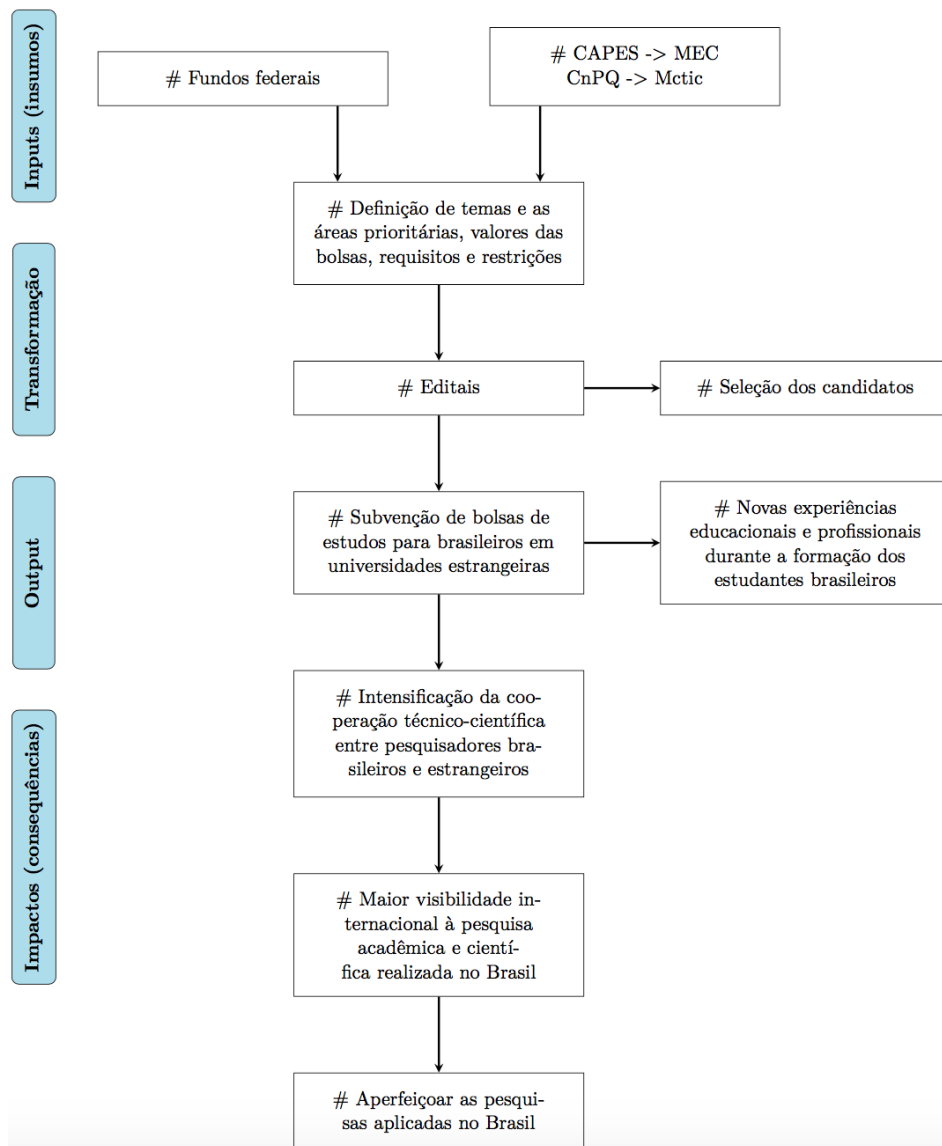 Inputs (insumos)
# Fundos federais
# CAPES -> MEC
CnPQ -> Mctic
# Definição de temas e as
áreas prioritárias, valores das
bolsas, requisitos e restrições
Transformação
# Editais
# Seleção dos candidatos
Output
# Subvenção de bolsas de
estudos para brasileiros em
universidades estrangeiras
# Novas experiências
educacionais e profissionais
durante a formação dos
estudantes brasileiros
Impactos (consequências)
# Intensificação da coo-
peração técnico-científica
entre pesquisadores bra-
sileiros e estrangeiros
# Maior visibilidade in-
ternacional à pesquisa
acadêmica e cientí-
fica realizada no Brasil
# Aperfeiçoar as pesqui-
sas aplicadas no Brasil